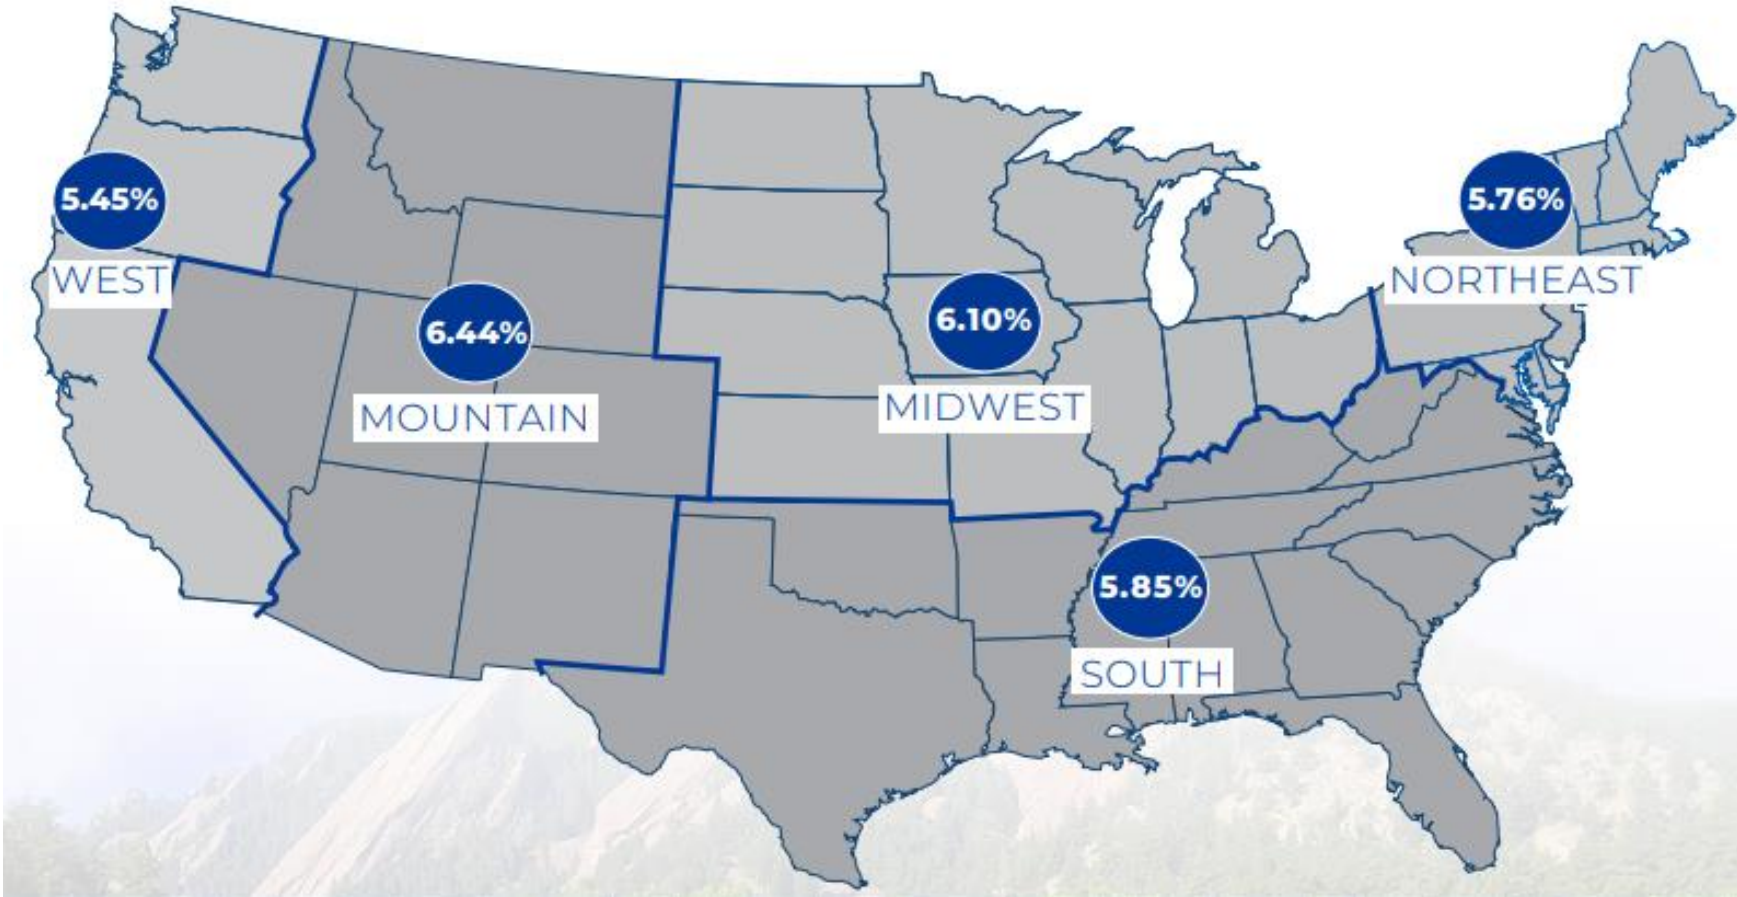 5.45%
WEST
6.44%
MOUNTAIN
6.10%
MIDWEST
5.76%
NORTHEAST
5.85%
SOUTH